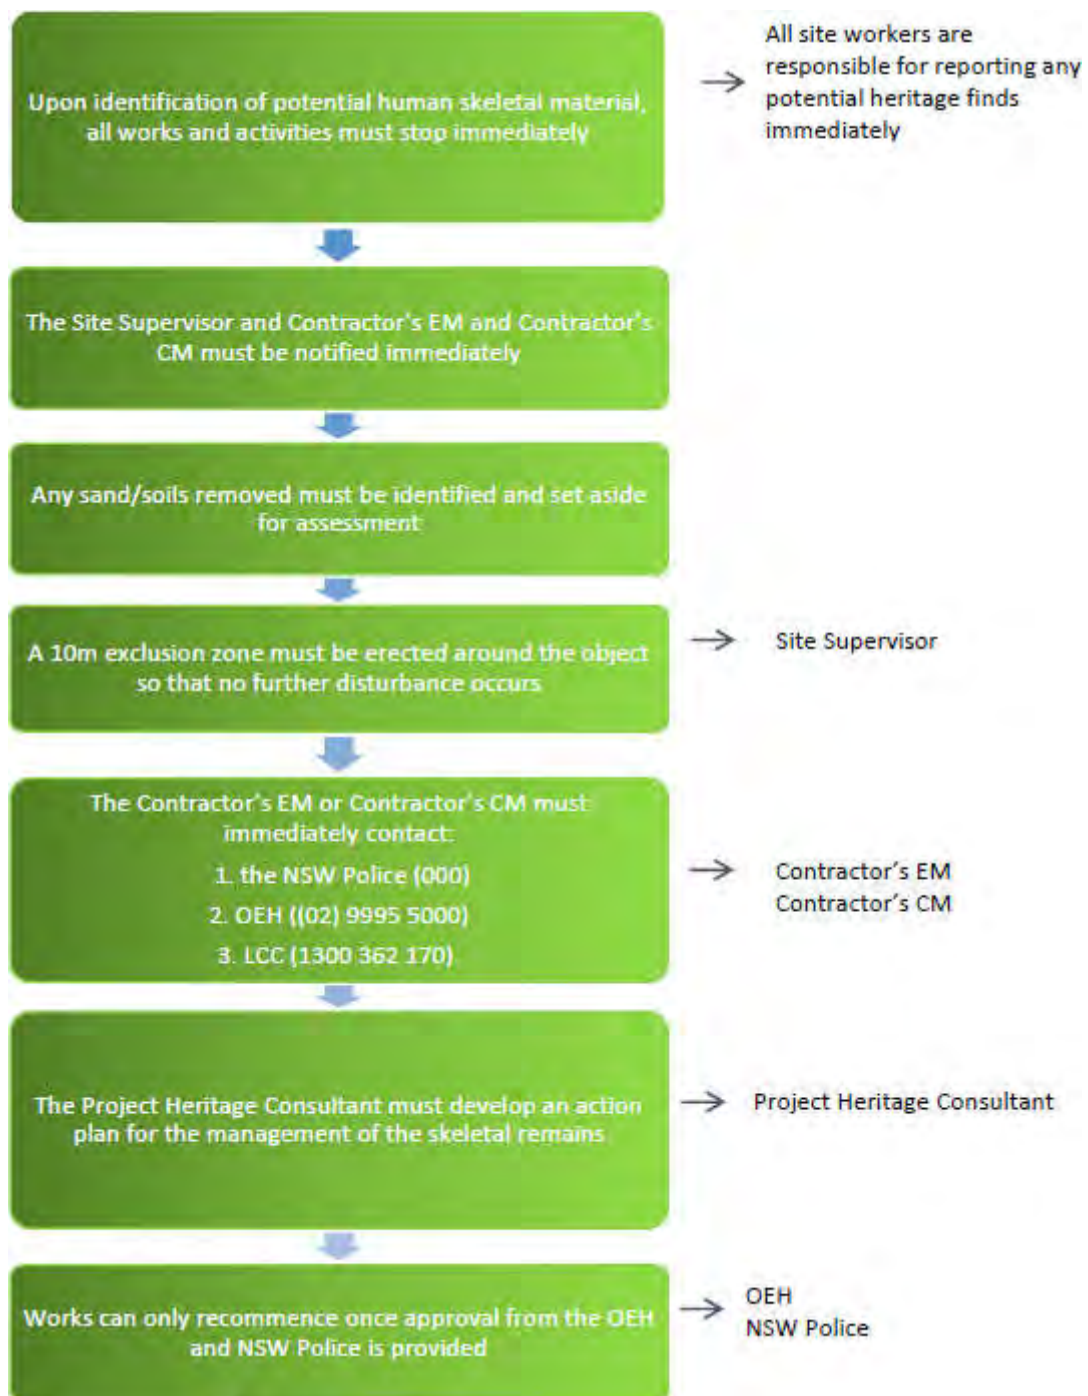 Upon identification of potential human skeletal material,
all works and activities must stop immediately
All site workers are
responsible for reporting any
potential heritage finds
immediately
The Site Supervisor and Contractor's EM and Contractor's
CM must be notified immediately
Any sand/soils removed must be identified and set aside
for assessment
A 10m exclusion zone must be erected around the object
so that no further disturbance occurs
Site Supervisor
The Contractor's EM or Contractor's CM must
immediately contact:
1. the NSW Police (000)
2. OEH ((02) 9995 5000)
3. LCC (1300 362 170)
Contractor's EM
Contractor's CM
The Project Heritage Consultant must develop an action
plan for the management of the skeletal remains
Project Heritage Consultant
Works can only recommence once approval from the OEH
and NSW Police is provided
OEH
NSW Police